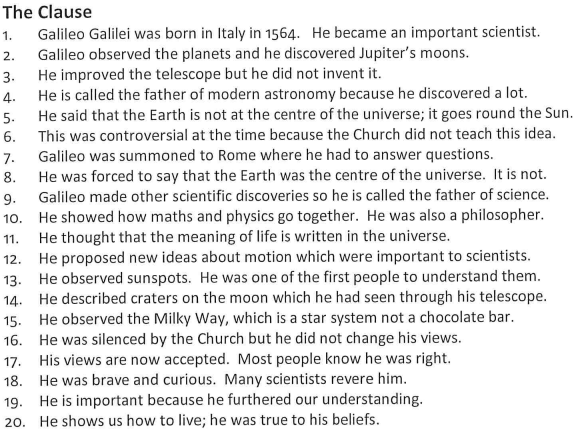 The Clause
1. Galileo Galilei was born in Italy in 1564. He became an important scientist.
2. Galileo observed the planets and he discovered Jupiter's moons.
3. He improved the telescope but he did not invent it.
4. He is called the father of modern astronomy because he discovered a lot.
5. He said that the Earth is not at the centre of the universe; it goes round the Sun.
6. This was controversial at the time because the Church did not teach this idea.
7. Galileo was summoned to Rome where he had to answer questions.
8. He was forced to say that the Earth was the centre of the universe. It is not.
9. Galileo made other scientific discoveries so he is called the father of science.
10. He showed how maths and physics go together. He was also a philosopher.
11. He thought that the meaning of life is written in the universe.
12. He proposed new ideas about motion which were important to scientists.
13. He observed sunspots. He was one of the first people to understand them.
14. He described craters on the moon which he had seen through his telescope.
15. He observed the Milky Way, which is a star system not a chocolate bar.
16. He was silenced by the Church but he did not change his views.
17. His views are now accepted. Most people know he was right.
18. He was brave and curious. Many scientists revere him.
19. He is important because he furthered our understanding.
20. He shows us how to live; he was true to his beliefs.